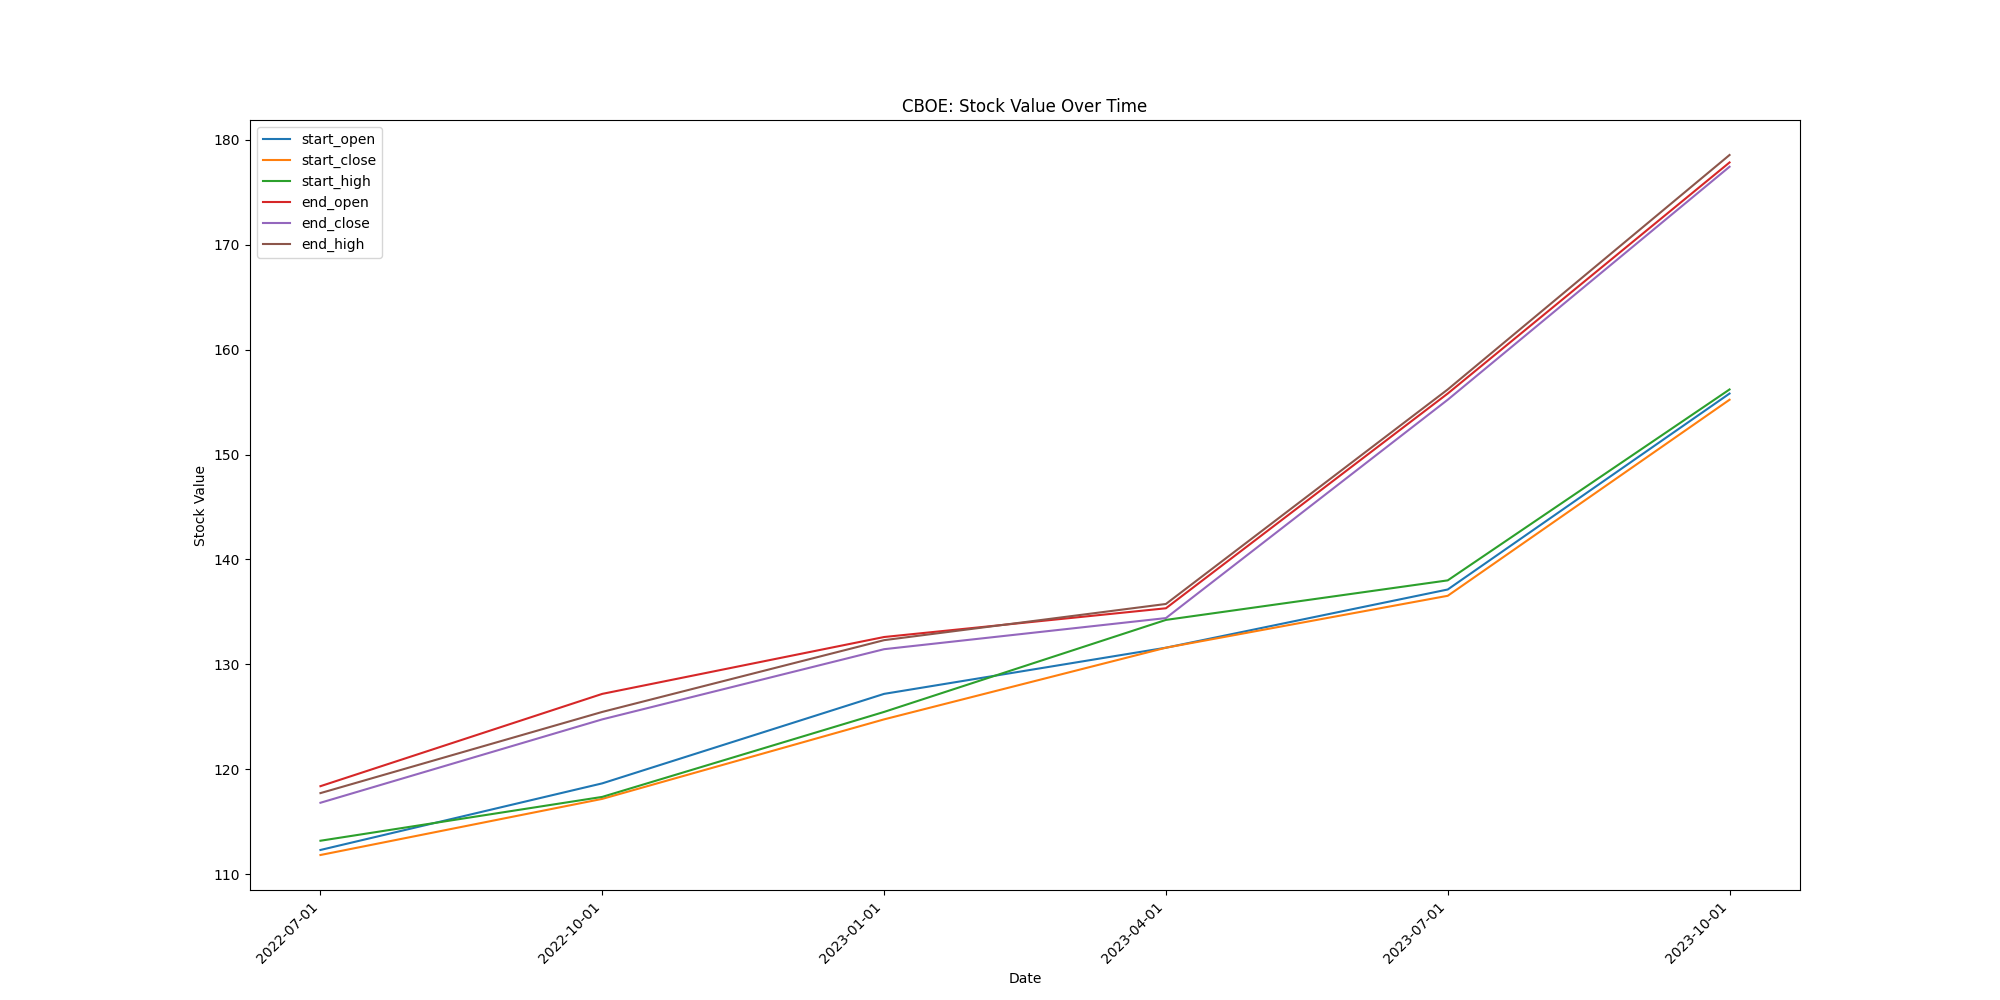 CBOE: Stock Value Over Time
start_open
start_close
start_high
end_open
end_close
end_high
180
170
160
150
140
130
120
110
Stock Value
2022-07-01
2022-10-01
2023-01-01
2023-04-01
2023-07-01
2023-10-01
Date